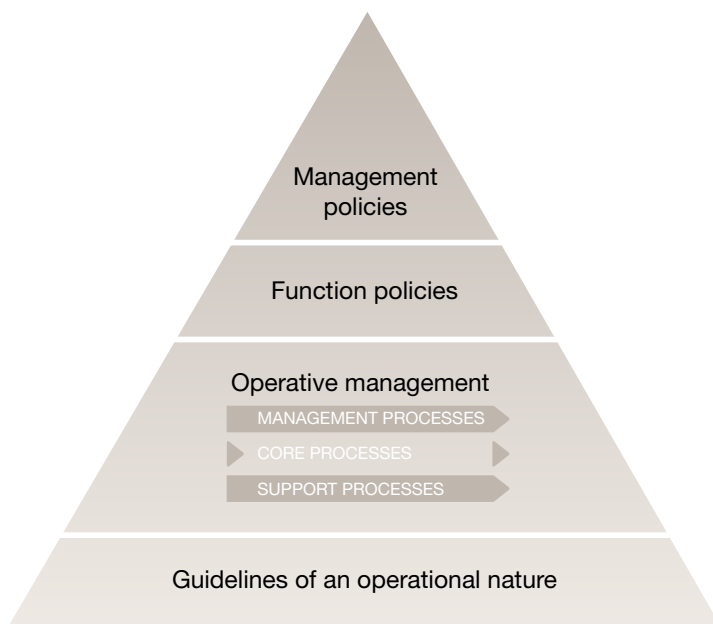 Management
policies
Function policies
Operative management
MANAGEMENT PROCESSES
CORE PROCESSES
SUPPORT PROCESSES
Guidelines of an operational nature